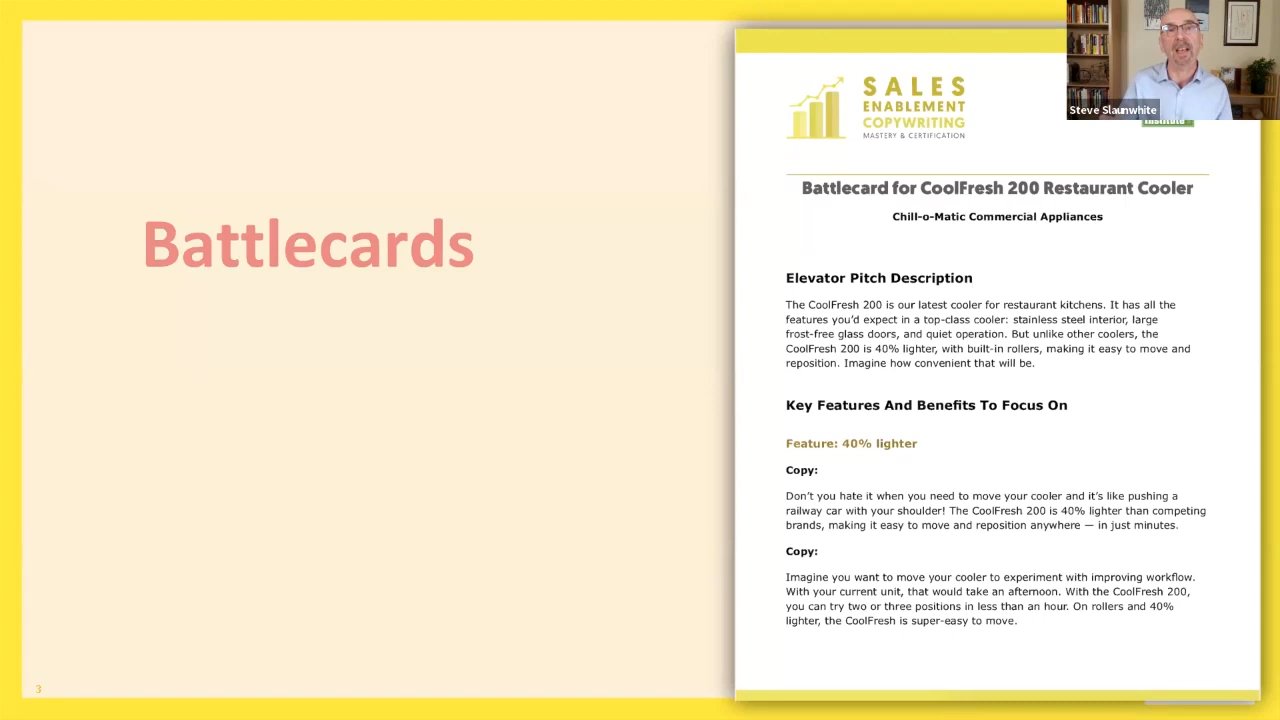 Battlecards
3
SALES
ENABLEMENT
COPYWRITING
MASTERY & CERTIFICATION
Steve Slaunwhite
Institute
Battlecard for CoolFresh 200 Restaurant Cooler
Chill-o-Matic Commercial Appliances
Elevator Pitch Description
The CoolFresh 200 is our latest cooler for restaurant kitchens. It has all the
features you’d expect in a top-class cooler: stainless steel interior, large
frost-free glass doors, and quiet operation. But unlike other coolers, the
CoolFresh 200 is 40% lighter, with built-in rollers, making it easy to move and
reposition. Imagine how convenient that will be.
Key Features And Benefits To Focus On
Feature: 40% lighter
Copy:
Don’t you hate it when you need to move your cooler and it’s like pushing a
railway car with your shoulder! The CoolFresh 200 is 40% lighter than competing
brands, making it easy to move and reposition anywhere — in just minutes.
Copy:
Imagine you want to move your cooler to experiment with improving workflow.
With your current unit, that would take an afternoon. With the CoolFresh 200,
you can try two or three positions in less than an hour. On rollers and 40%
lighter, the CoolFresh is super-easy to move.